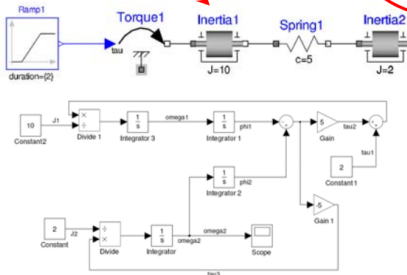 Ramp1
Torque1
Inertia1
Spring1
Inertia2
tau
duration={2}
J=10
c=5
J=2
10
J1
Constant2
×
÷
Divide 1
1
s
Integrator 3
omega1
1
s
Integrator 1
phi1
5
Gain
tau2
tau1
2
Constant1
1
s
Integrator 2
phi2
-5
Gain 1
2
J2
Constant
÷
×
Divide
1
s
Integrator
omega2
omega2
Scope
tau3